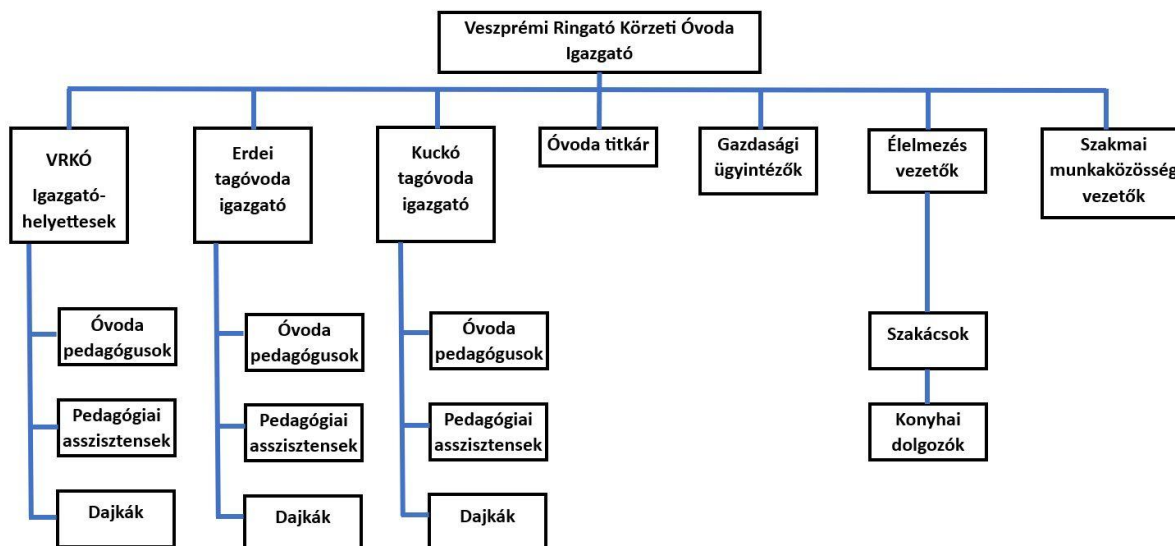 Veszprémi Ringató Körzeti Óvoda
Igazgató
VRKÓ
Igazgató-
helyettesek
Erdei
tagóvoda
igazgató
Kuckó
tagóvoda
igazgató
Óvoda titkár
Gazdasági
ügyintézők
Élelmezés
vezetők
Szakmai
munkaközösség
vezetők
Óvoda
pedagógusok
Óvoda
pedagógusok
Óvoda
pedagógusok
Szakácsok
Pedagógiai
asszisztensek
Pedagógiai
asszisztensek
Pedagógiai
asszisztensek
Konyhai
dolgozók
Dajkák
Dajkák
Dajkák